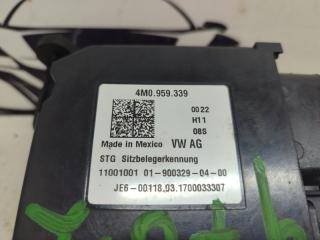 4M0.959.339
0022
H11
08S
Made in Mexico VW AG
STG Sitzbelegerkennung
11001001 01-900329-04-00
JE6-00118.03.1700033307